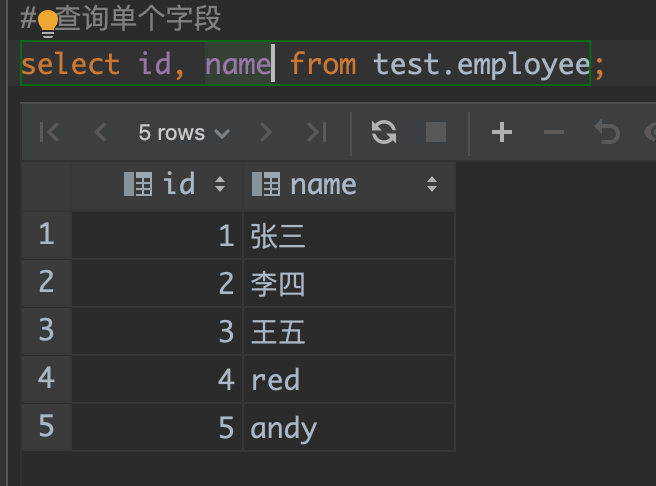 # 查询单个字段
select id, name from test.employee;
5 rows
id name
1 1 张三
2 2 李四
3 3 王五
4 4 red
5 5 andy